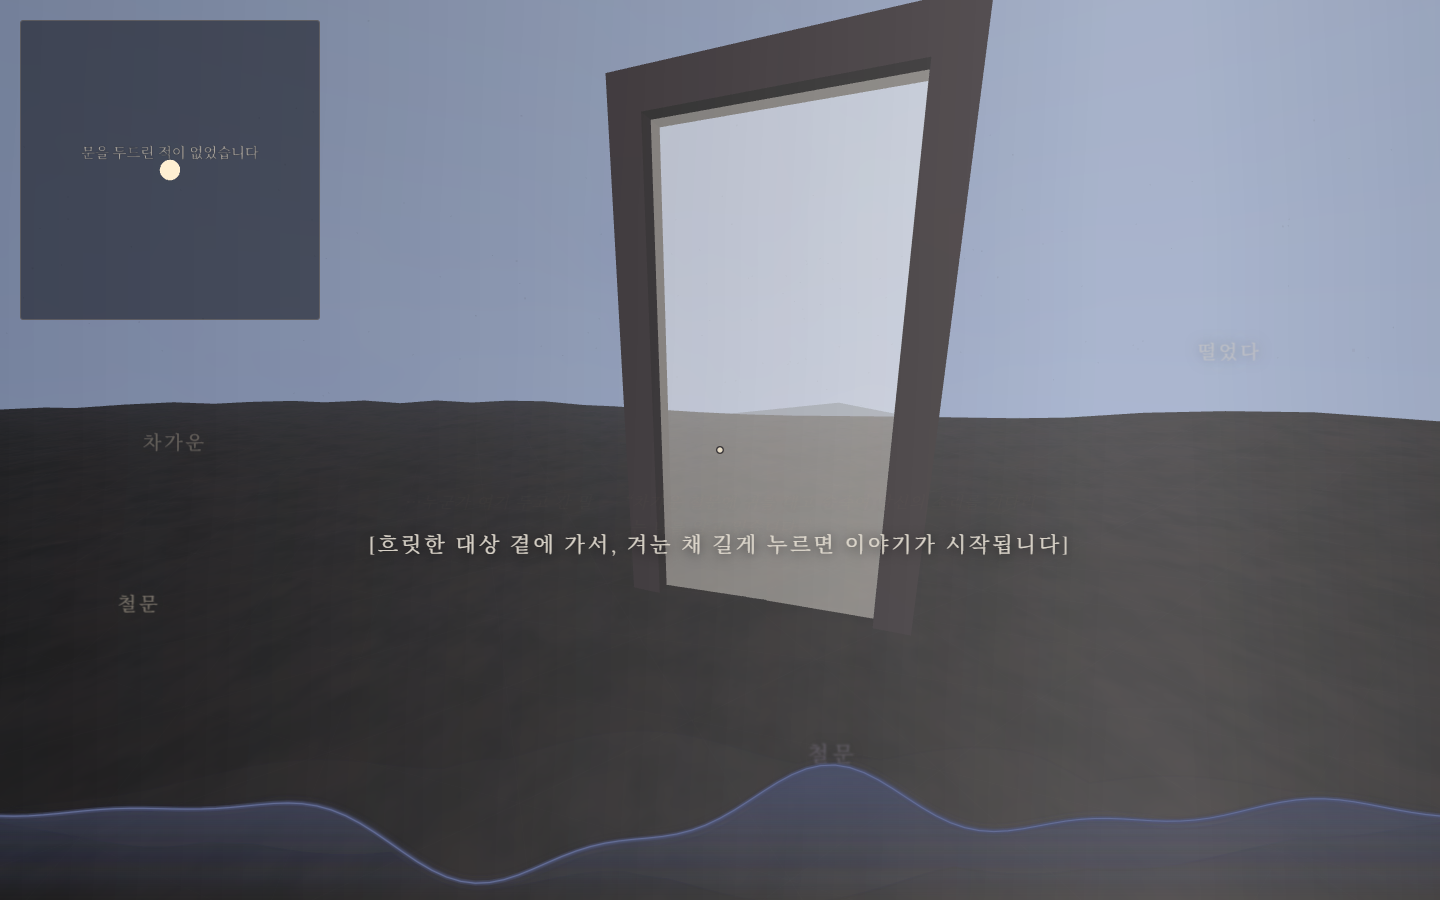 문을 두드린 적이 없었습니다
떨었다
차가운
[흐릿한 대상 곁에 가서, 겨눈 채 길게 누르면 이야기가 시작됩니다]
철문
철문